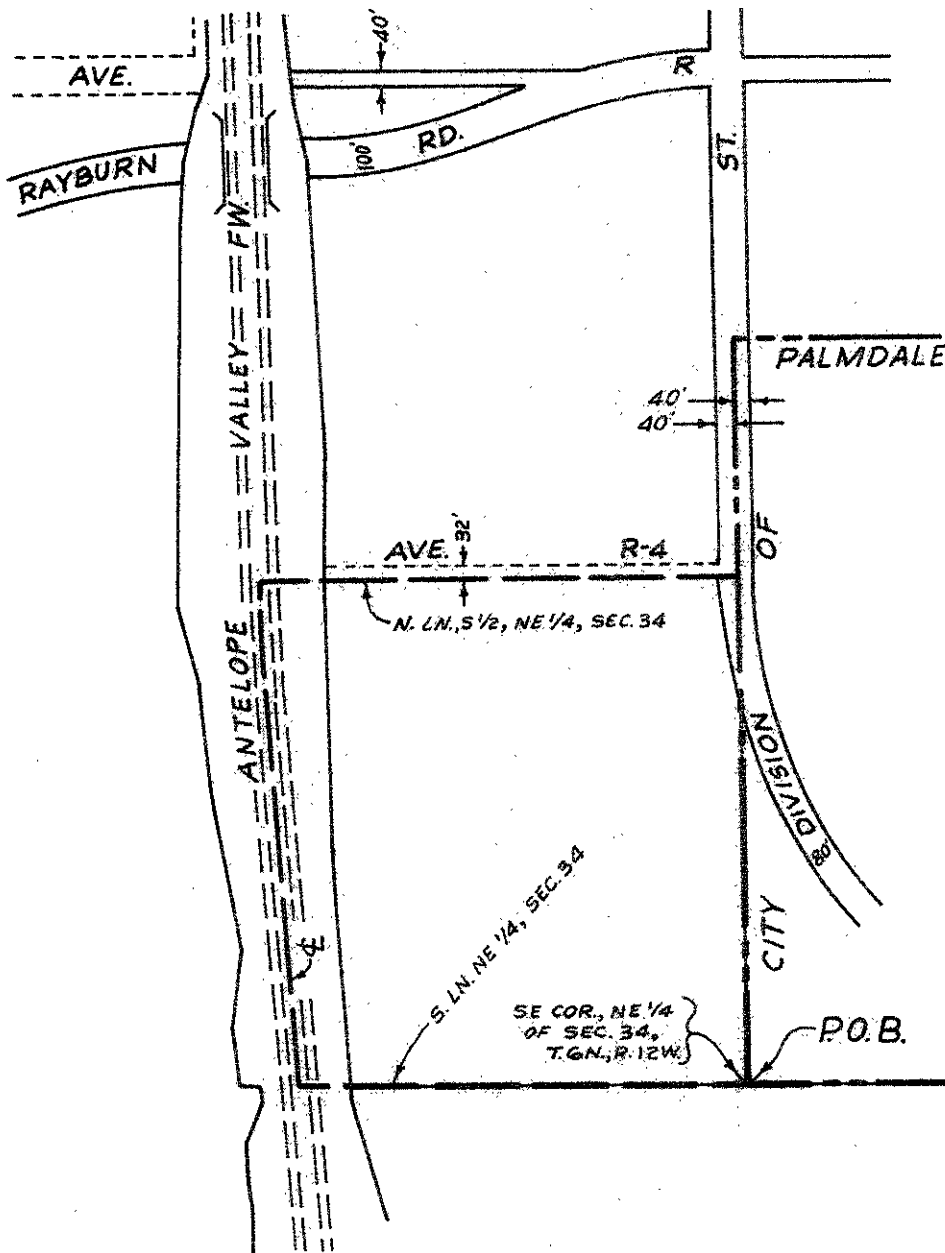 40'
AVE.
R
RAYBURN
100'
RD.
ST.
ANTELOPE VALLEY FW.
PALMDALE
40'
40'
OF
AVE.
32'
R-4
N. LN., S 1/2, NE 1/4, SEC. 34
DIVISION
80'
CITY
℄
S. LN. NE 1/4, SEC. 34
S.E COR., NE 1/4
OF SEC. 34,
T.6N., R.12W.
P.O.B.